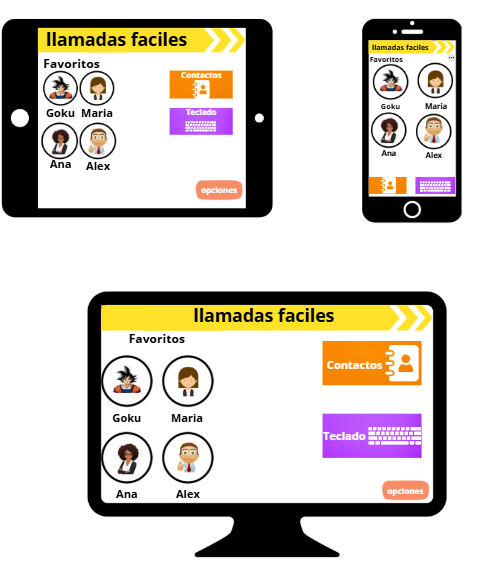 llamadas faciles
Favoritos
Contactos
Goku Maria
Teclado
Ana Alex
opciones
llamadas faciles
Favoritos ...
Goku Maria
Ana Alex
llamadas faciles
Favoritos
Contactos
Goku Maria
Teclado
Ana Alex
opciones